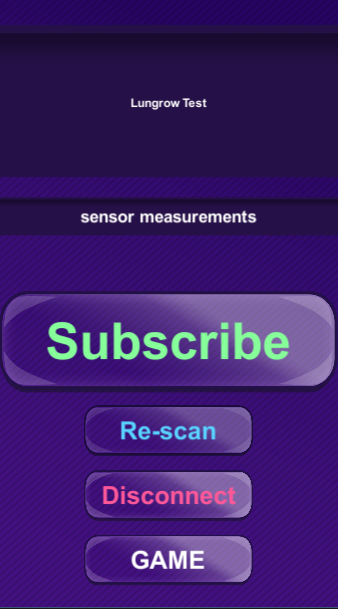 Lungrow Test
sensor measurements
Subscribe
Re-scan
Disconnect
GAME